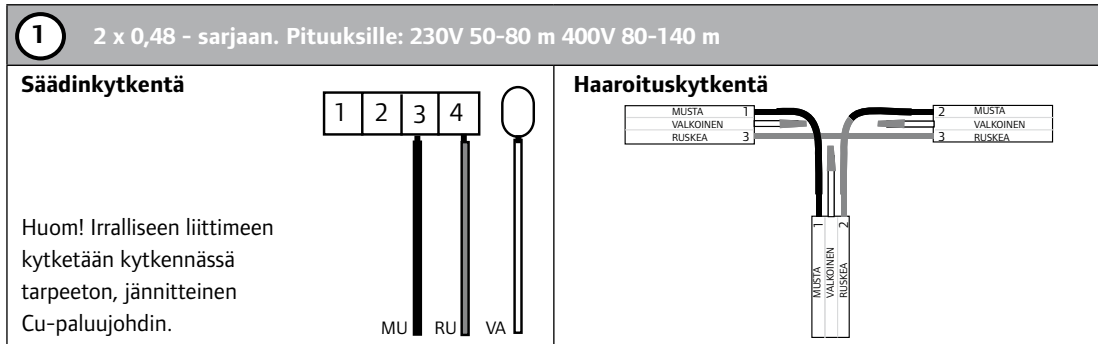 1 2 x 0,48 - sarjaan. Pituuksille: 230V 50-80 m 400V 80-140 m
Säädinkytkentä
1 2 3 4
Huom! Irralliseen liittimeen
kytketään kytkennässä
tarpeeton, jännitteinen
Cu-paluujohdin.
MU RU VA
Haaroituskytkentä
MUSTA 1
VALKOINEN
RUSKEA 3
2 MUSTA
VALKOINEN
3 RUSKEA
1 2
MUSTA
VALKOINEN
RUSKEA